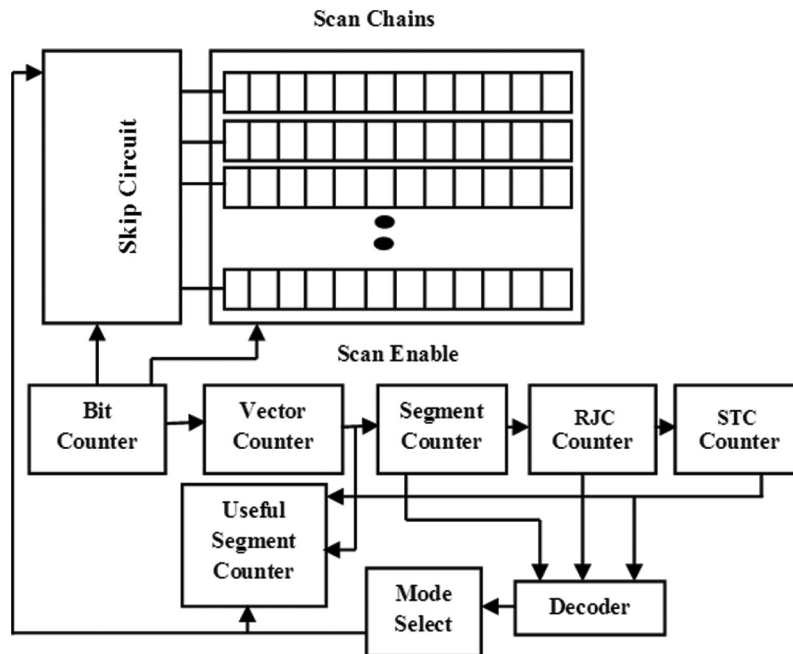 Scan Chains
Skip Circuit
Scan Enable
Bit
Counter
Vector
Counter
Segment
Counter
RJC
Counter
STC
Counter
Useful
Segment
Counter
Mode
Select
Decoder